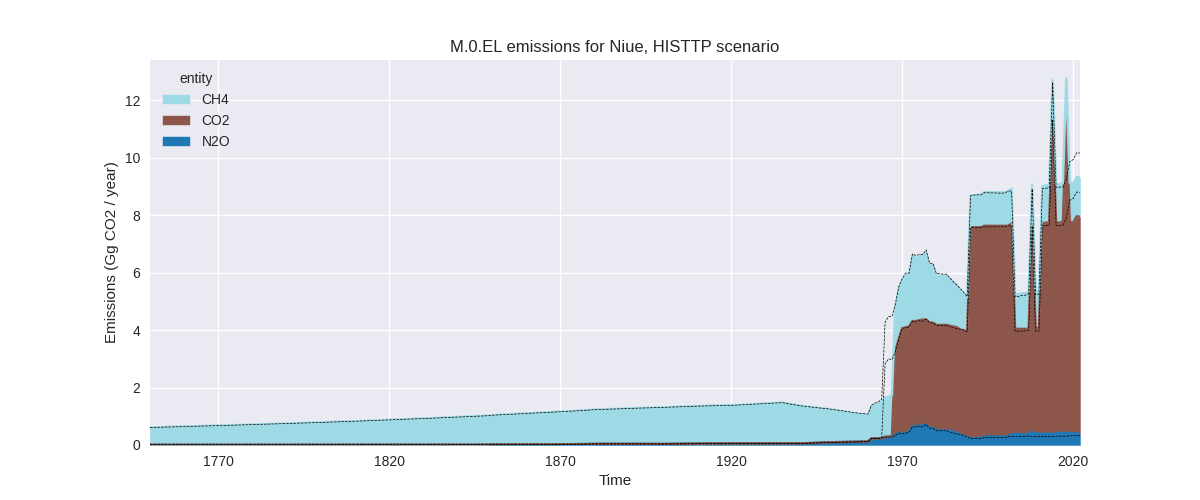 M.0.EL emissions for Niue, HISTTP scenario
entity
CH4
CO2
N2O
Emissions (Gg CO2 / year)
12
10
8
6
4
2
0
1770 1820 1870 1920 1970 2020
Time